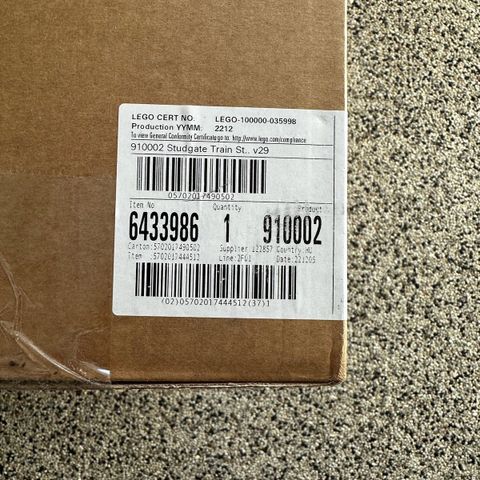 LEGO CERT NO. LEGO-100000-035998
Production YYMM: 2212
To view General Conformity Certificate go to. http://www.lego.com/compliance
910002 Studgate Train St.. v29
05702017490502
Item No Quantity Product
6433986 1 910002
Carton:5702017490502 Supplier 122857 Country:HU
Item :5702017444512 Line:2F01 Date:221205
(02)05702017444512(37)1